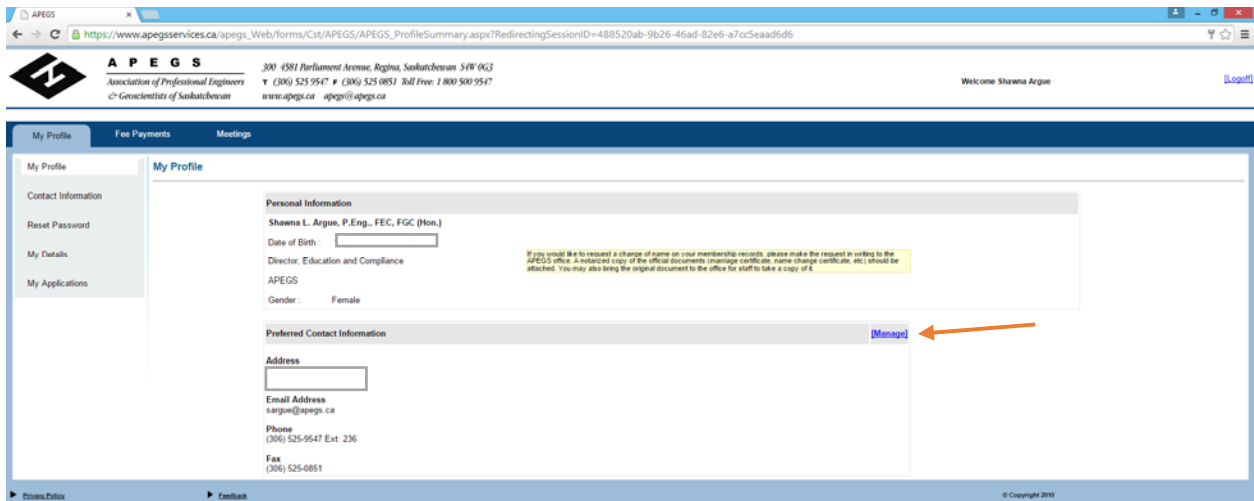 APEGS
https://www.apegsservices.ca/apegs_Web/forms/Cst/APEGS/APEGS_ProfileSummary.aspx?RedirectingSessionID=488520ab-9b26-46ad-82e6-a7cc5eaad6d6
A P E G S
Association of Professional Engineers
& Geoscientists of Saskatchewan
300 4581 Parliament Avenue, Regina, Saskatchewan S4W 0G3
T (306) 525 9547 F (306) 525 0851 Toll Free: 1 800 500 9547
www.apegs.ca apegs@apegs.ca
Welcome Shawna Argue
[Logoff]
My Profile
Fee Payments
Meetings
My Profile
Contact Information
Reset Password
My Details
My Applications
My Profile
Personal Information
Shawna L. Argue, P.Eng., FEC, FGC (Hon.)
Date of Birth :
Director, Education and Compliance
APEGS
Gender : Female
If you would like to request a change of name on your membership records, please make the request in writing to the
APEGS office. A notarized copy of the official documents (marriage certificate, name change certificate, etc) should be
attached. You may also bring the original document to the office for staff to take a copy of it.
Preferred Contact Information
[Manage]
Address
Email Address
sargue@apegs.ca
Phone
(306) 525-9547 Ext. 236
Fax
(306) 525-0851
Privacy Policy
Feedback
© Copyright 2010